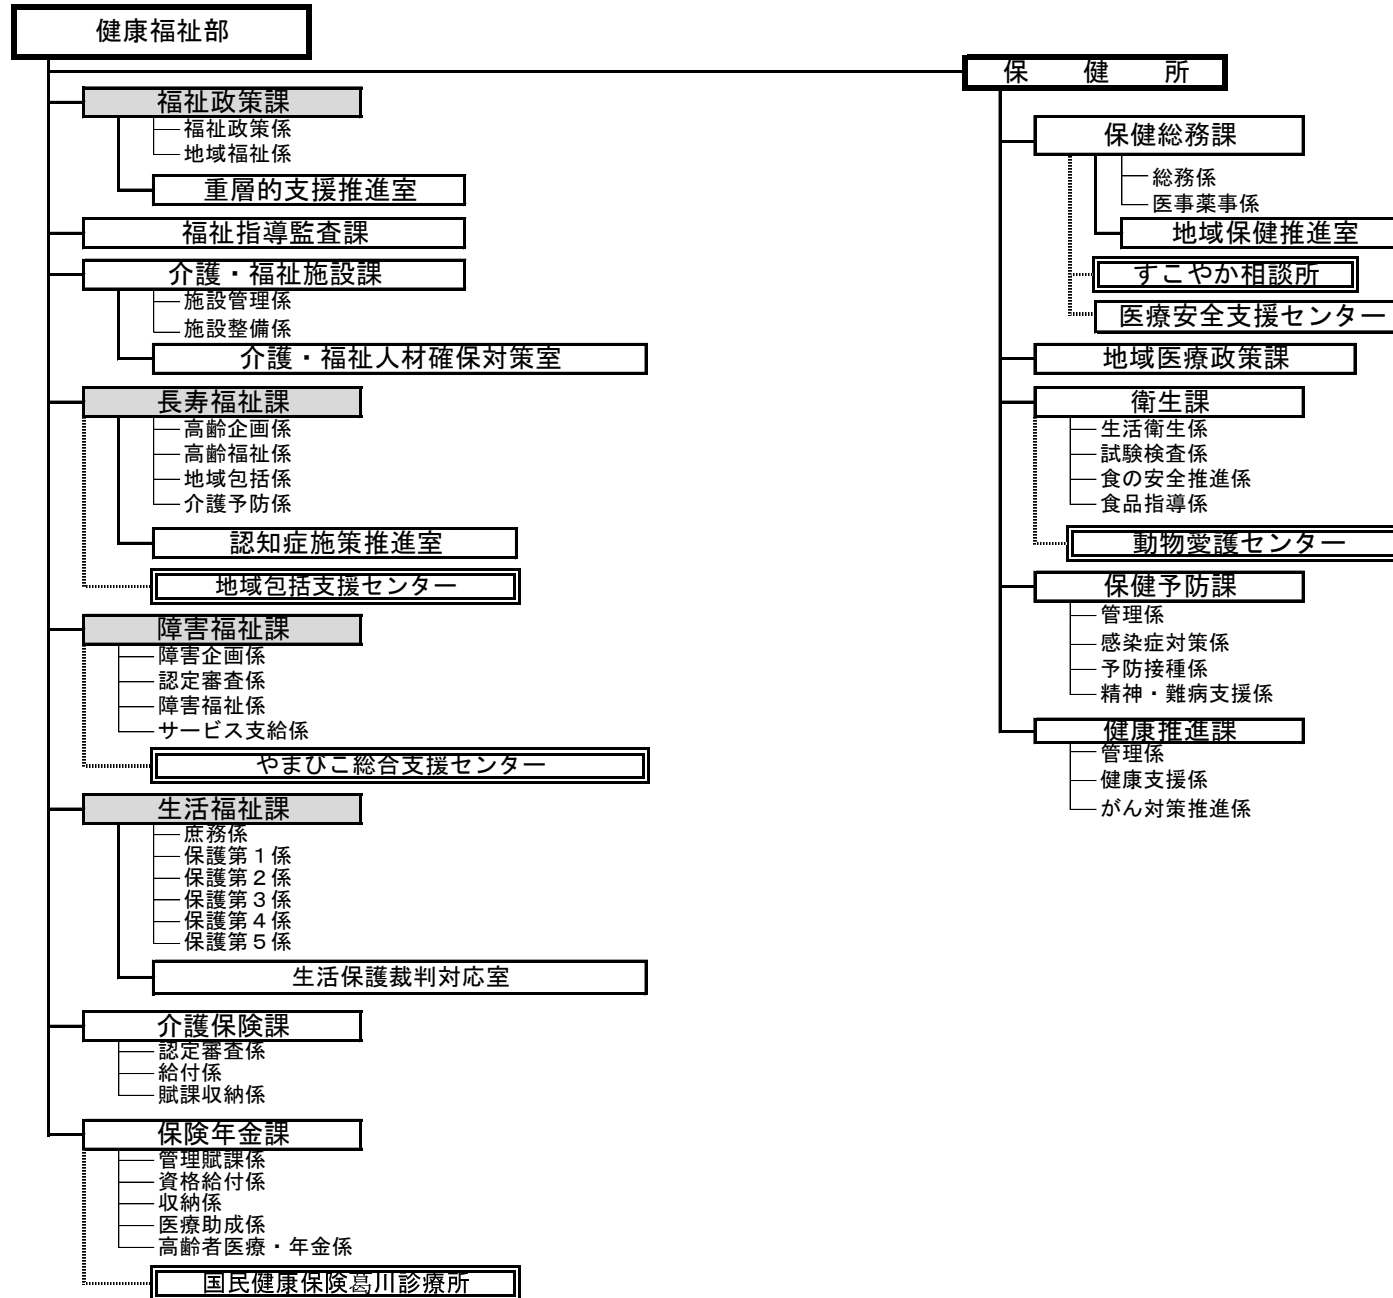 健康福祉部
福祉政策課
福祉政策係
地域福祉係
重層的支援推進室
福祉指導監査課
介護・福祉施設課
施設管理係
施設整備係
介護・福祉人材確保対策室
長寿福祉課
高齢企画係
高齢福祉係
地域包括係
介護予防係
認知症施策推進室
地域包括支援センター
障害福祉課
障害企画係
認定審査係
障害福祉係
サービス支給係
やまびこ総合支援センター
生活福祉課
庶務係
保護第１係
保護第２係
保護第３係
保護第４係
保護第５係
生活保護裁判対応室
介護保険課
認定審査係
給付係
賦課収納係
保険年金課
管理賦課係
資格給付係
収納係
医療助成係
高齢者医療・年金係
国民健康保険葛川診療所
保　健　所
保健総務課
総務係
医事薬事係
地域保健推進室
すこやか相談所
医療安全支援センター
地域医療政策課
衛生課
生活衛生係
試験検査係
食の安全推進係
食品指導係
動物愛護センター
保健予防課
管理係
感染症対策係
予防接種係
精神・難病支援係
健康推進課
管理係
健康支援係
がん対策推進係